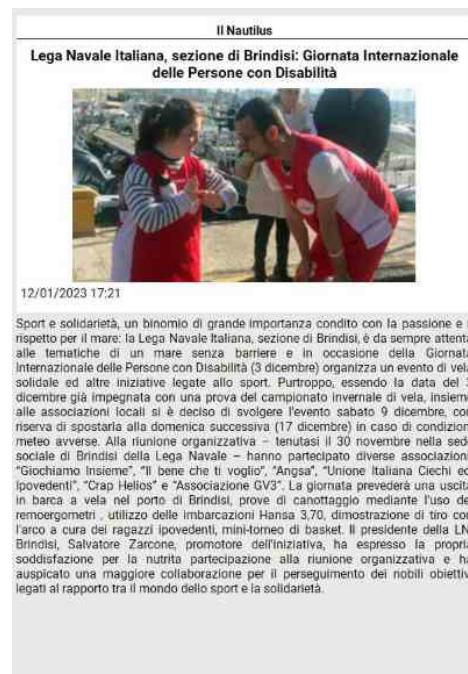 Il Nautilus
Lega Navale Italiana, sezione di Brindisi: Giornata Internazionale
delle Persone con Disabilità
12/01/2023 17:21
Sport e solidarietà, un binomio di grande importanza condito con la passione e
rispetto per il mare: la Lega Navale Italiana, sezione di Brindisi, è da sempre attenta
alle tematiche di un mare senza barriere e in occasione della Giornata
Internazionale delle Persone con Disabilità (3 dicembre) organizza un evento di vela
solidale ed altre iniziative legate allo sport. Purtroppo, essendo la data del
dicembre già impegnata con una prova del campionato invernale di vela, insieme
alle associazioni locali si è deciso di svolgere l'evento sabato 9 dicembre, con
riserva di spostarla alla domenica successiva (17 dicembre) in caso di condizion
meteo avverse. Alla riunione organizzativa – tenutasi il 30 novembre nella sed
sociale di Brindisi della Lega Navale – hanno partecipato diverse associazion
"Giochiamo Insieme", "Il bene che ti voglio", "Angsa", "Unione Italiana Ciechi ed
Ipovedenti", "Crap Helios" e "Associazione GV3". La giornata prevederà una uscita
in barca a vela nel porto di Brindisi, prove di canottaggio mediante l'uso de
remoergometri , utilizzo delle imbarcazioni Hansa 3,70, dimostrazione di tiro con
l'arco a cura dei ragazzi ipovedenti, mini-torneo di basket. Il presidente della LN
Brindisi, Salvatore Zarcone, promotore dell'iniziativa, ha espresso la propria
soddisfazione per la nutrita partecipazione alla riunione organizzativa e ha
auspicato una maggiore collaborazione per il perseguimento dei nobili obiettiv
legati al rapporto tra il mondo dello sport e la solidarietà.